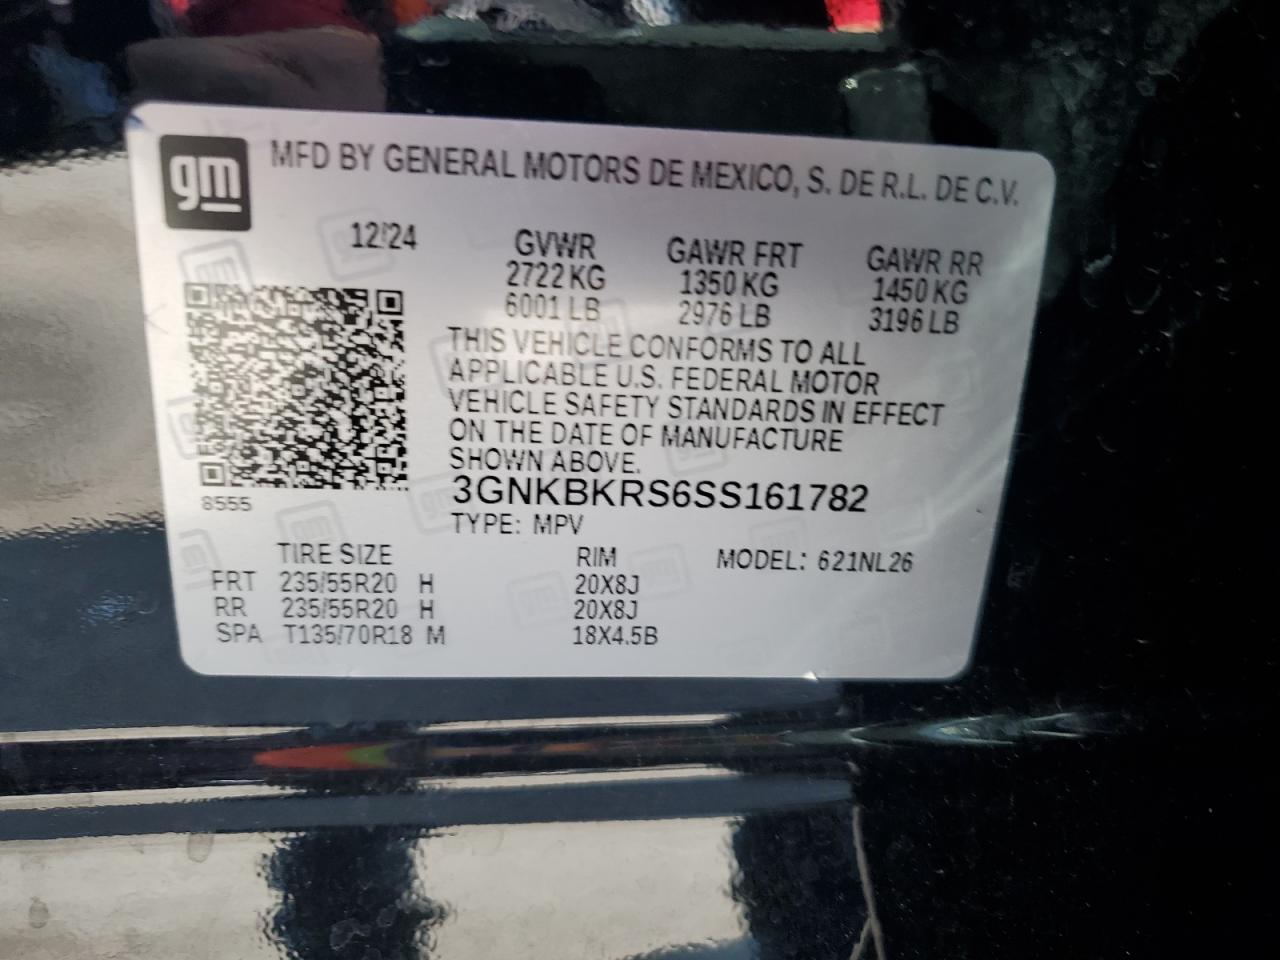 gm
MFD BY GENERAL MOTORS DE MEXICO, S. DE R.L. DE C.V.
12/24 GVWR GAWR FRT GAWR RR
2722 KG 1350 KG 1450 KG
6001 LB 2976 LB 3196 LB
THIS VEHICLE CONFORMS TO ALL
APPLICABLE U.S. FEDERAL MOTOR
VEHICLE SAFETY STANDARDS IN EFFECT
ON THE DATE OF MANUFACTURE
SHOWN ABOVE.
8555
3GNKBKRS6SS161782
TYPE: MPV
TIRE SIZE RIM MODEL: 621NL26
FRT 235/55R20 H 20X8J
RR 235/55R20 H 20X8J
SPA T135/70R18 M 18X4.5B